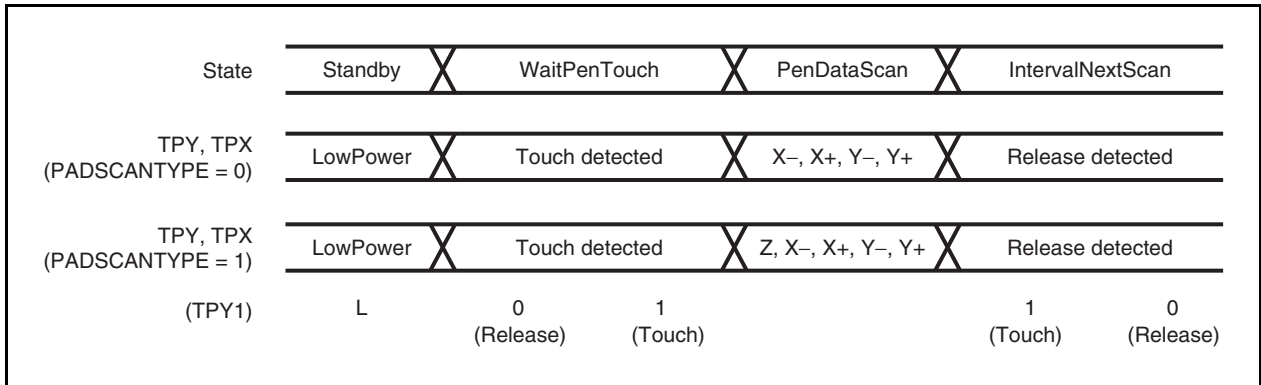 State Standby WaitPenTouch PenDataScan IntervalNextScan
TPY, TPX
(PADSCANTYPE = 0) LowPower Touch detected X−, X+, Y−, Y+ Release detected
TPY, TPX
(PADSCANTYPE = 1) LowPower Touch detected Z, X−, X+, Y−, Y+ Release detected
(TPY1) L 0 1 1 0
(Release) (Touch) (Touch) (Release)